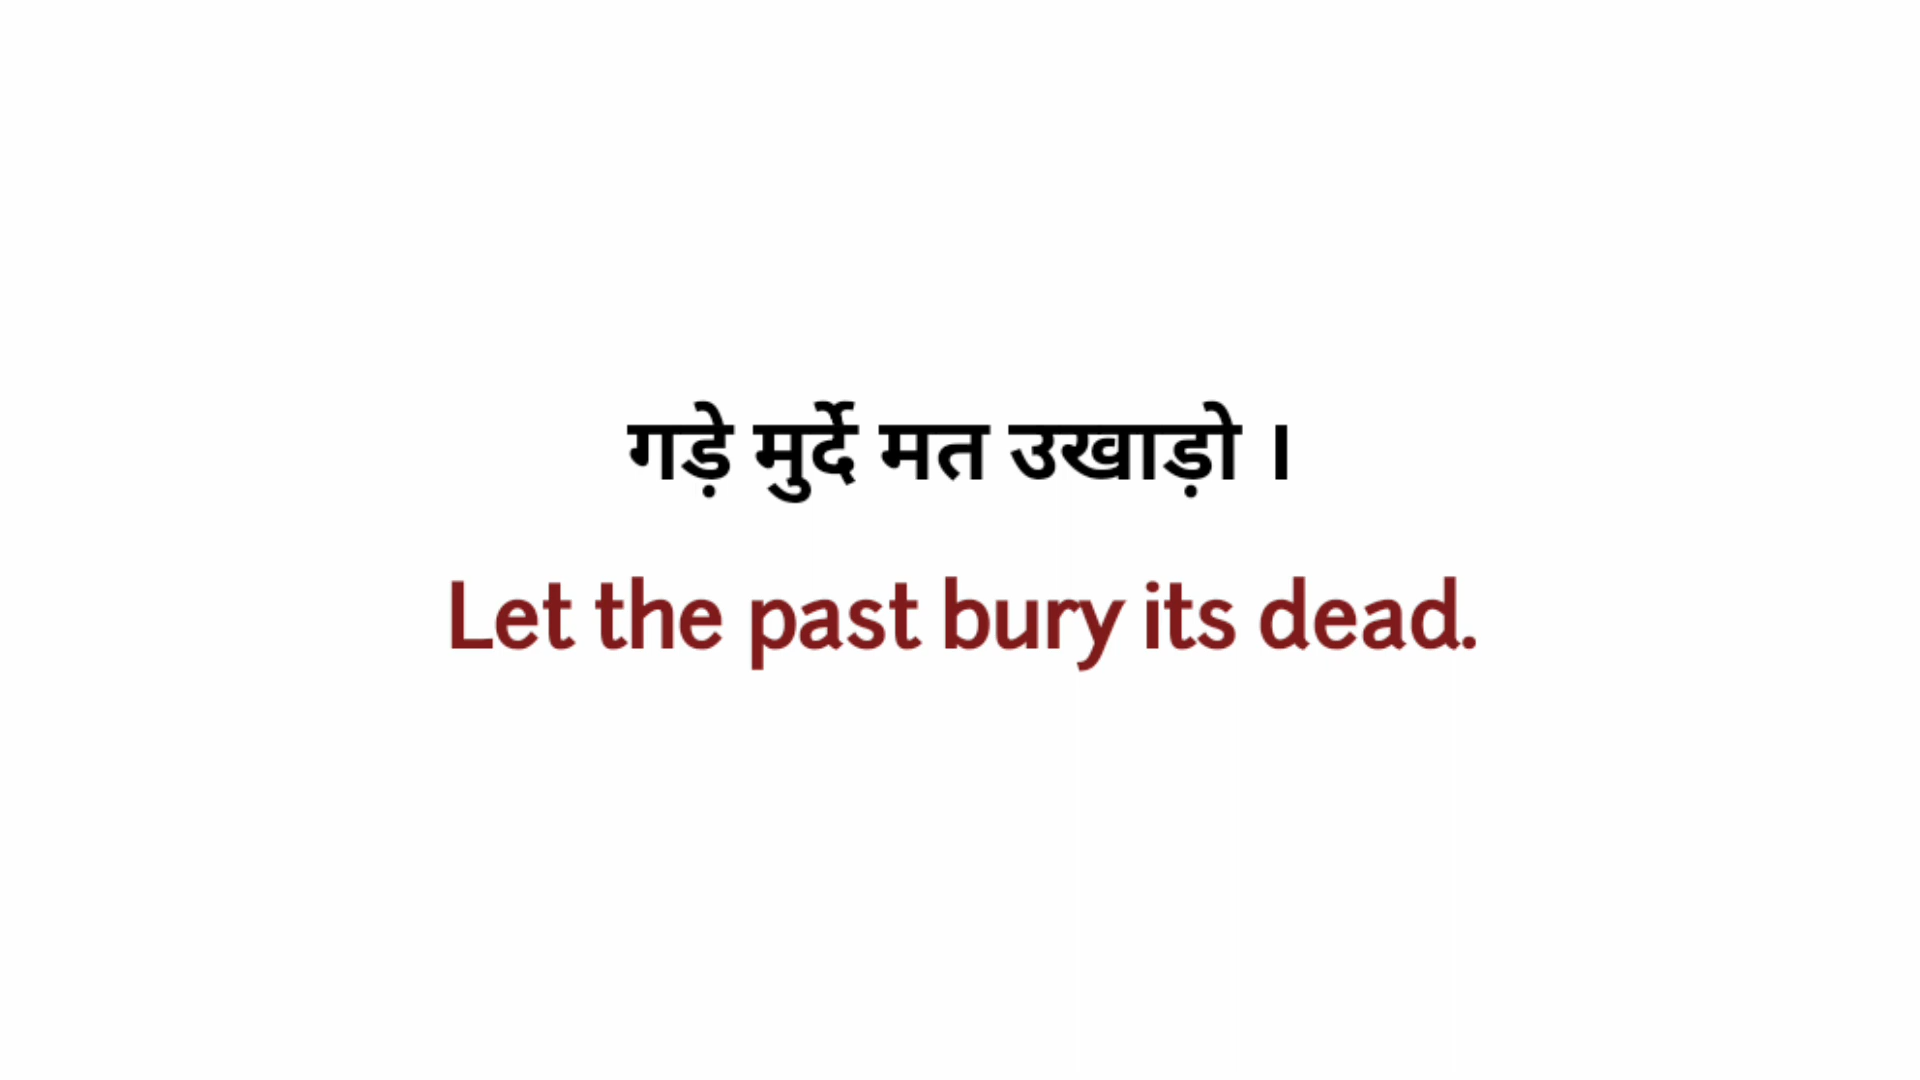 गड़े मुर्दे मत उखाड़ो ।
Let the past bury its dead.